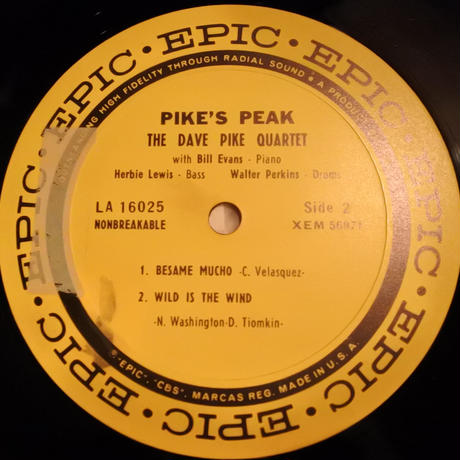 EPIC • EPIC • EPIC • EPIC • EPIC • EPIC • EPIC • EPIC •
HIGH FIDELITY THROUGH RADIAL SOUND • A
PIKE'S PEAK
THE DAVE PIKE QUARTET
with Bill Evans - Piano
Herbie Lewis - Bass Walter Perkins - Drums
LA 16025 Side 2
NONBREAKABLE XEM
1. BESAME MUCHO -C. Velasquez-
2. WILD IS THE WIND
-N. Washington-D. Tiomkin-
® "EPIC", "CBS", MARCAS REG. MADE IN U.S.A.